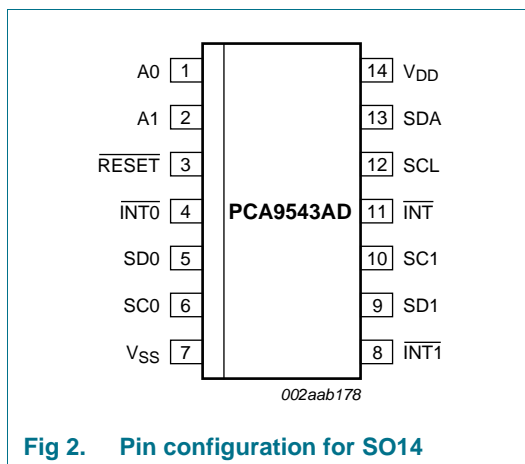 A0 1
A1 2
RESET 3
INT0 4
SD0 5
SC0 6
VSS 7
PCA9543AD
14 VDD
13 SDA
12 SCL
11 INT
10 SC1
9 SD1
8 INT1
002aab178
Fig 2. Pin configuration for SO14